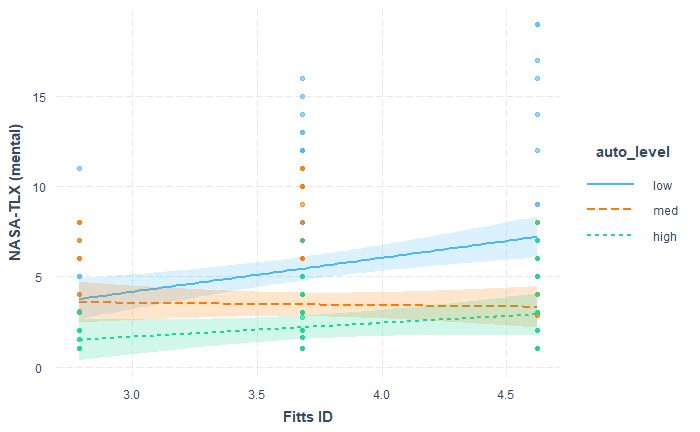 15
10
5
0
3.0
3.5
4.0
4.5
Fitts ID
NASA-TLX (mental)
auto_level
low
med
high